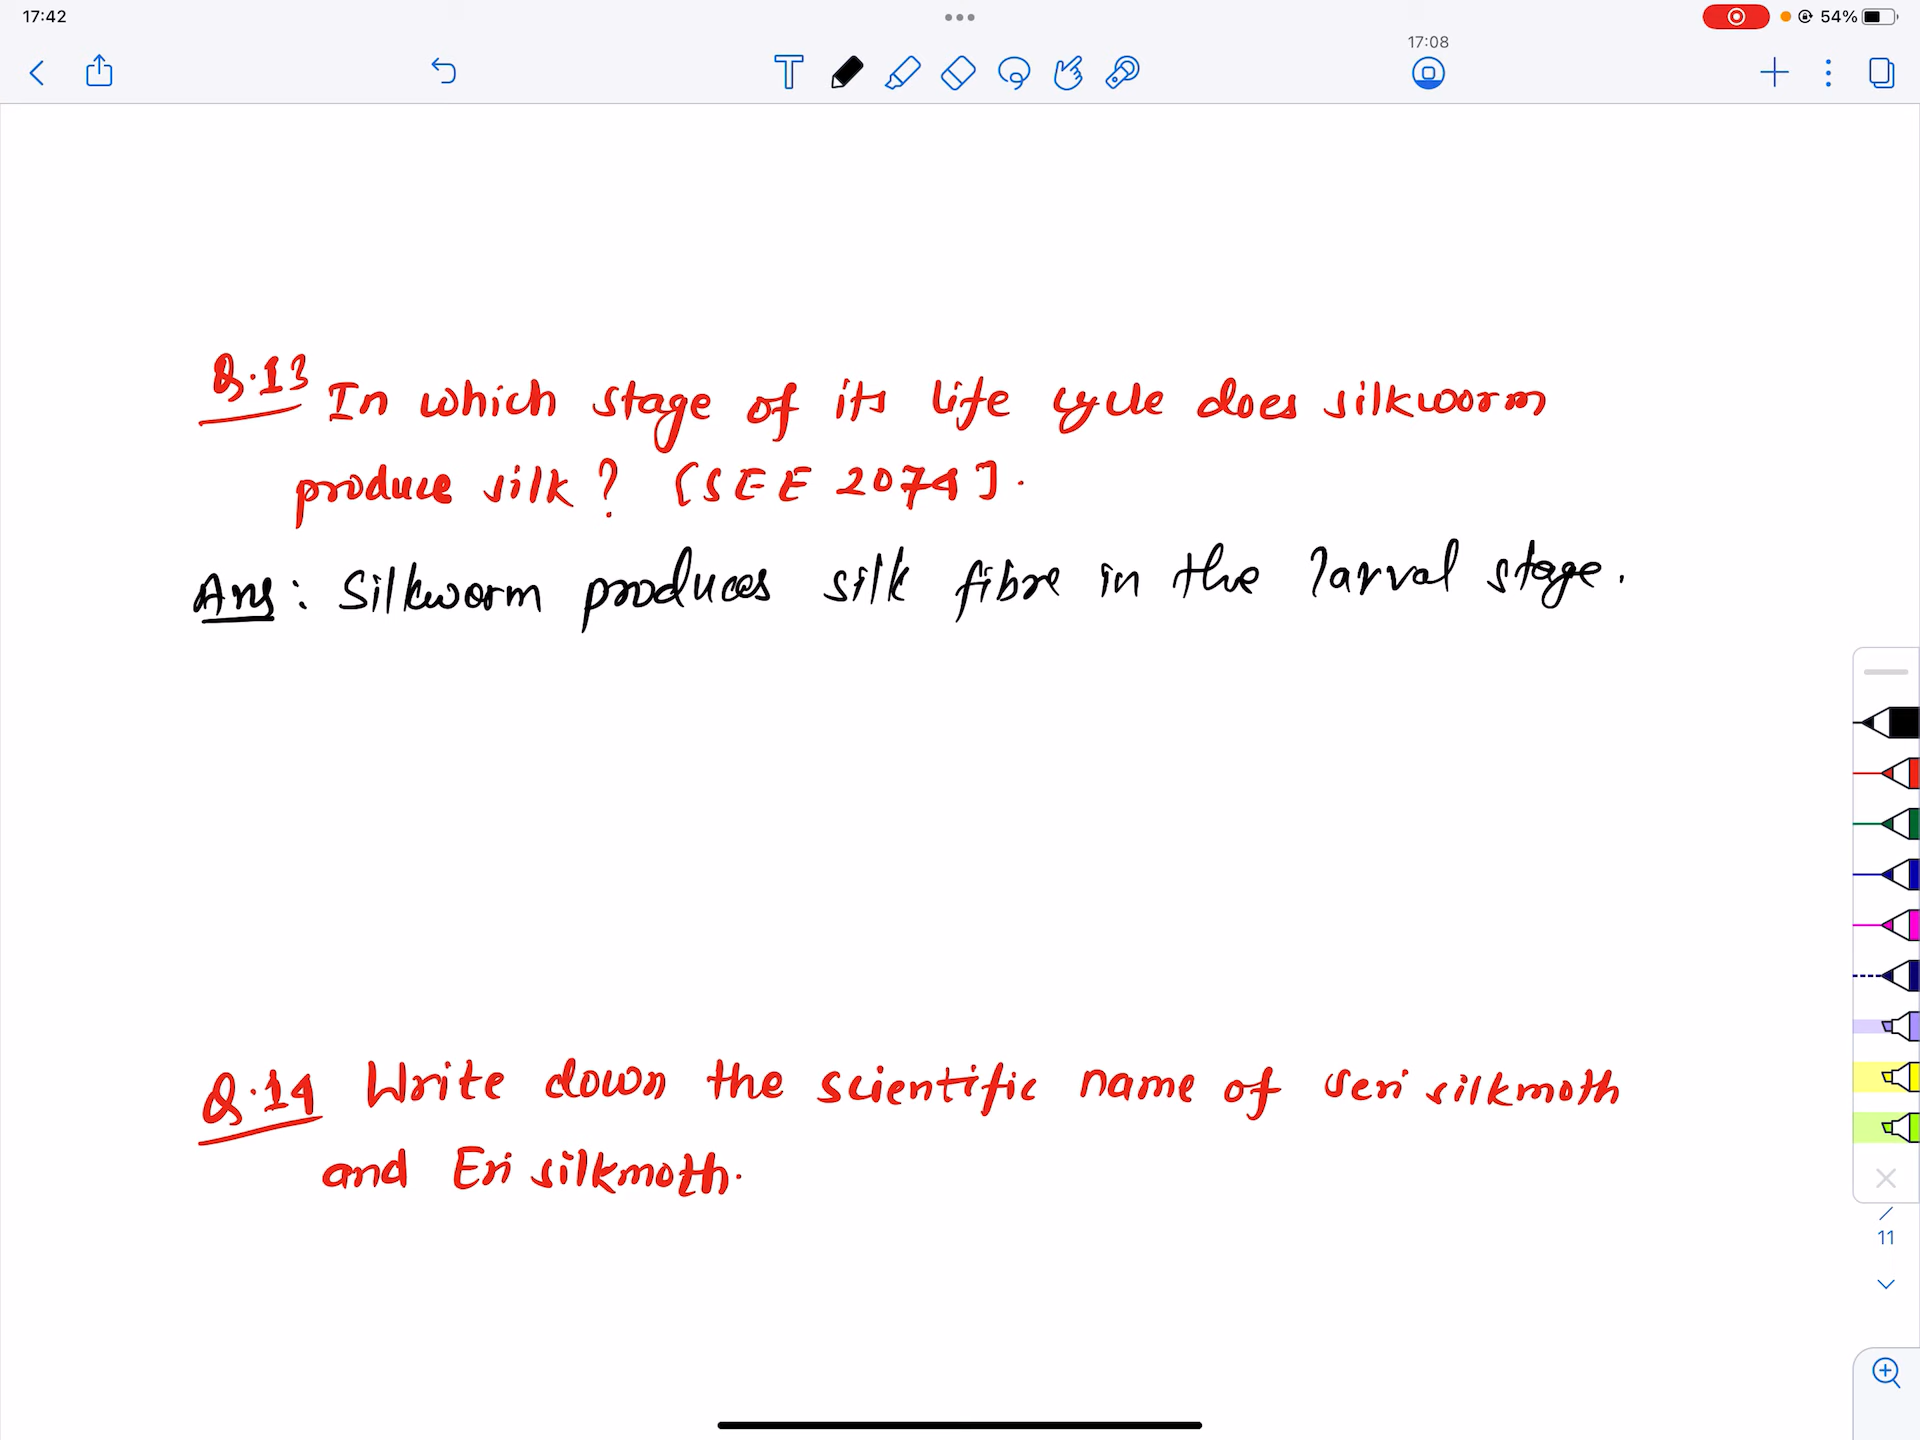 17:42
54%
17:08
T
Q.13 In which stage of its life cycle does silkworm
produce silk? [SEE 2074].
Ans: Silkworm produces silk fibre in the larval stage.
Q.14 Write down the scientific name of seri silkmoth
and Eri silkmoth.
11